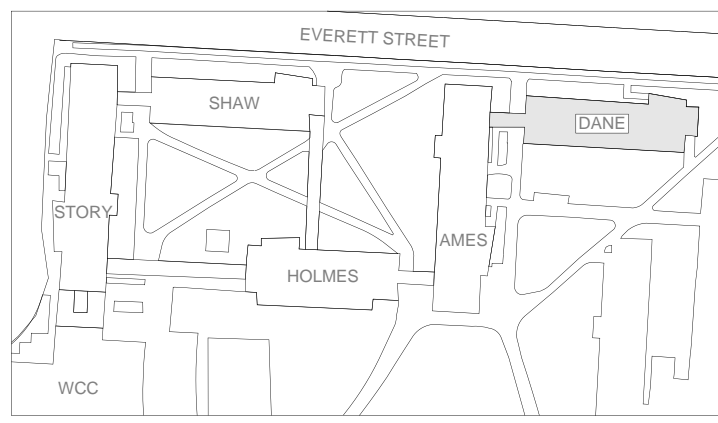 EVERETT STREET
SHAW
DANE
STORY
AMES
HOLMES
WCC